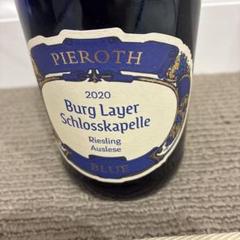 PIEROTH
2020
Burg Layer
Schlosskapelle
Riesling
Auslese
BLUE